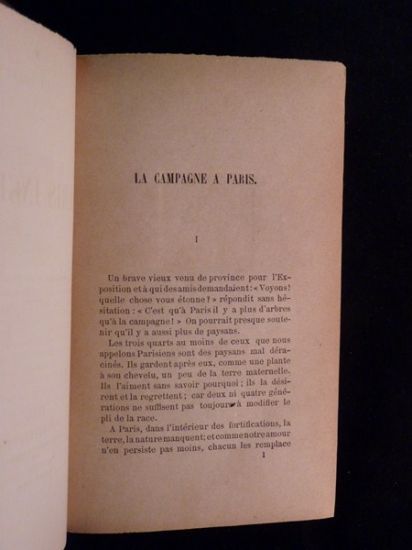 LA CAMPAGNE A PARIS.
I
Un brave vieux venu de province pour l'Ex-
position et à qui des amis demandaient : « Voyons !
quelle chose vous étonne ! » répondit sans hé-
sitation : « C'est qu'à Paris il y a plus d'arbres
qu'à la campagne ! » On pourrait presque soute-
nir qu'il y a aussi plus de paysans.
Les trois quarts au moins de ceux que nous
appelons Parisiens sont des paysans mal déra-
cinés. Ils gardent après eux, comme une plante
à son chevelu, un peu de la terre maternelle.
Ils l'aiment sans savoir pourquoi ; ils la dési-
rent et la regrettent ; car deux ni quatre géné-
rations ne suffisent pas toujours à modifier le
pli de la race.
A Paris, dans l'intérieur des fortifications, la
terre, la nature manquent; et comme notre amour
n'en persiste pas moins, chacun les remplace
1